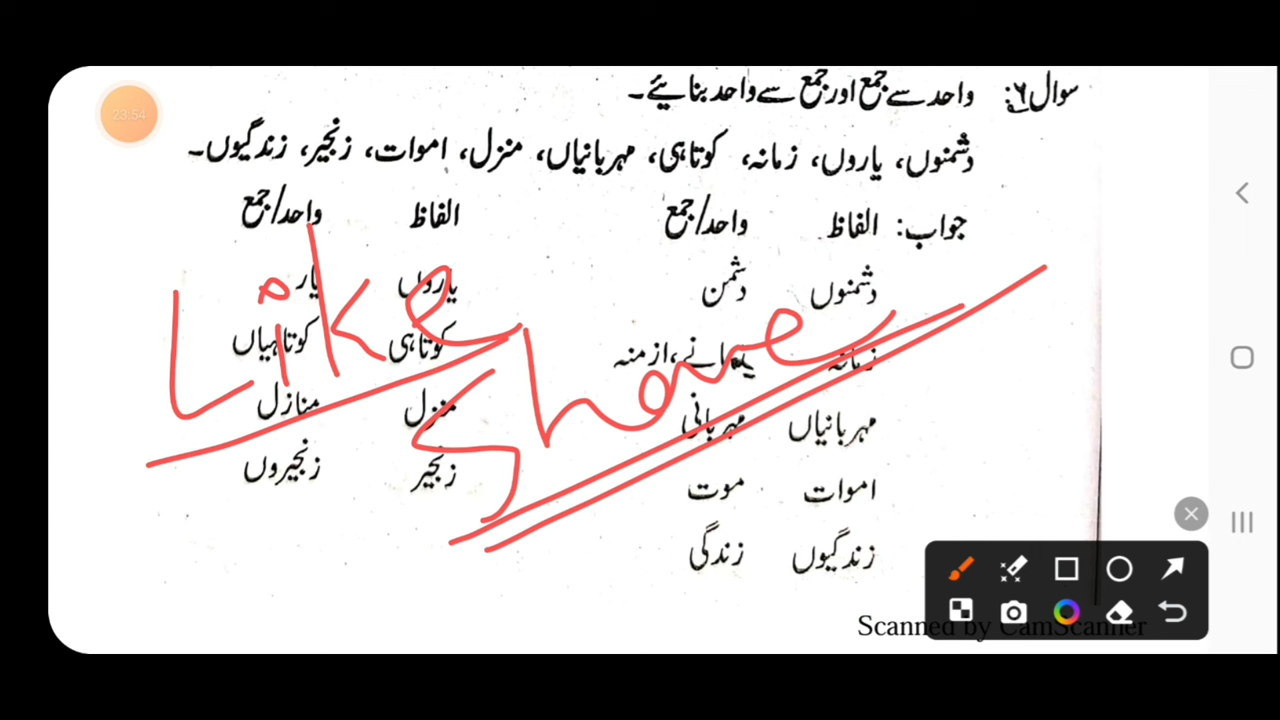 سوال ۶: واحد سے جمع اور جمع سے واحد بنائیے۔
دشمنوں، یاروں، زمانہ، کوتاہی، مہربانیاں، منزل، اموات، زنجیر، زندگیوں۔
جواب: الفاظ واحد/جمع الفاظ واحد/جمع
دشمنوں دشمن یاروں یار
زمانہ ازمنہ کوتاہی کوتاہیاں
مہربانیاں مہربانی منزل منازل
اموات موت زنجیر زنجیروں
زندگیوں زندگی
Like
Share
23:54
Scanned by CamScanner